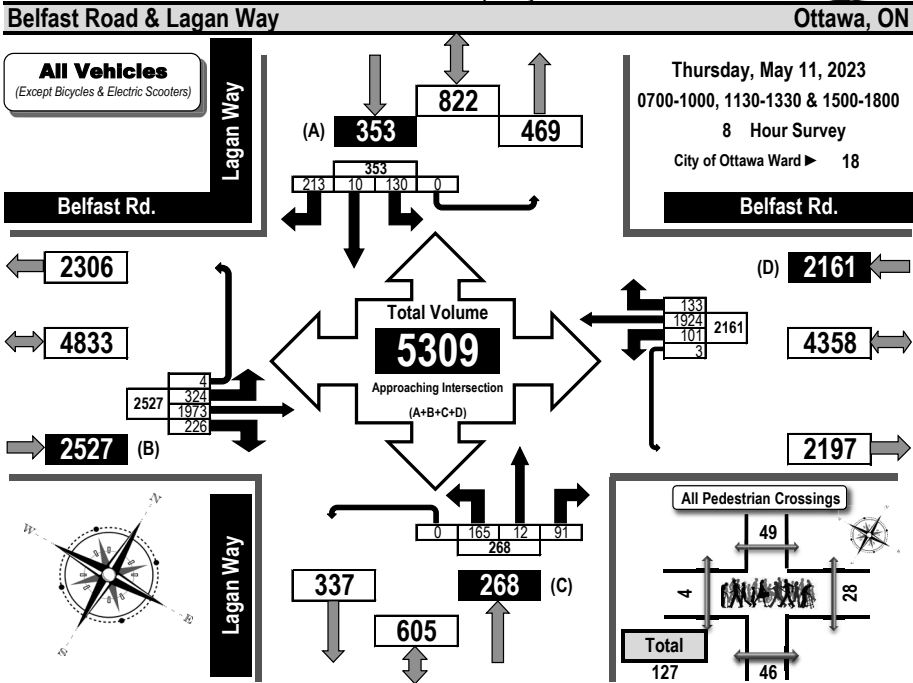 Belfast Road & Lagan Way
Ottawa, ON
All Vehicles
(Except Bicycles & Electric Scooters)
Lagan Way
Belfast Rd.
822
(A) 353
469
353
213 10 130 0
Thursday, May 11, 2023
0700-1000, 1130-1330 & 1500-1800
8 Hour Survey
City of Ottawa Ward ► 18
Belfast Rd.
2306
4833
4
324
1973
226
2527
2527 (B)
Total Volume
5309
Approaching Intersection
(A+B+C+D)
133
1924
101
3
2161
(D) 2161
4358
2197
N
W
E
S
Lagan Way
0 165 12 91
268
337
268 (C)
605
All Pedestrian Crossings
49
4
28
46
Total
127